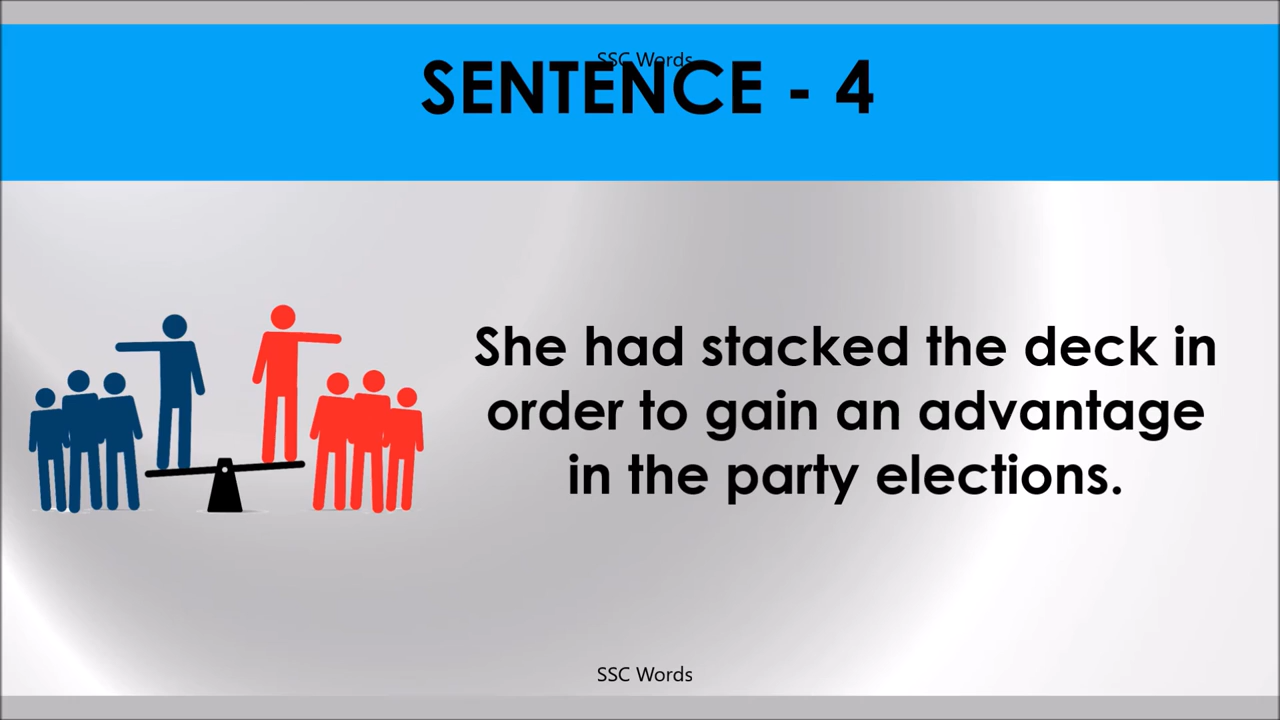 SSC Words
SENTENCE - 4
She had stacked the deck in
order to gain an advantage
in the party elections.
SSC Words